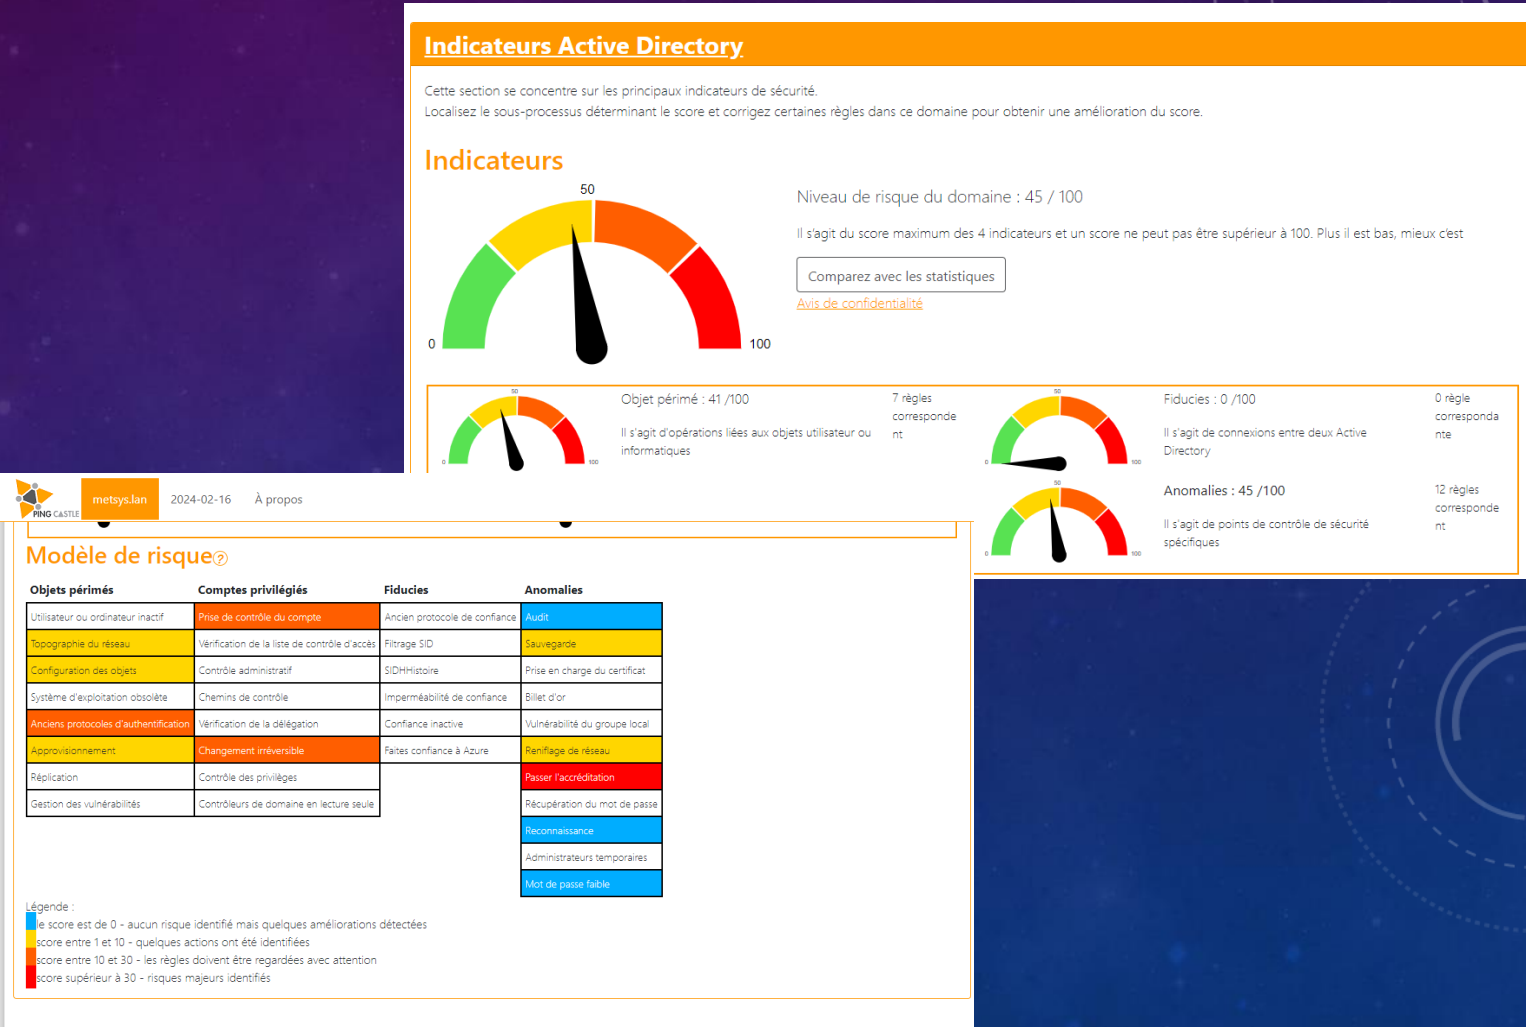 Indicateurs Active Directory
Cette section se concentre sur les principaux indicateurs de sécurité.
Localisez le sous-processus déterminant le score et corrigez certaines règles dans ce domaine pour obtenir une amélioration du score.
Indicateurs
50
0
100
Niveau de risque du domaine : 45 / 100
Il s'agit du score maximum des 4 indicateurs et un score ne peut pas être supérieur à 100. Plus il est bas, mieux c'est
Comparez avec les statistiques
Avis de confidentialité
50
0
100
Objet périmé : 41 /100
Il s'agit d'opérations liées aux objets utilisateur ou
informatiques
7 règles
corresponde
nt
50
0
100
Fiducies : 0 /100
Il s'agit de connexions entre deux Active
Directory
0 règle
corresponda
nte
50
0
100
Anomalies : 45 /100
Il s'agit de points de contrôle de sécurité
spécifiques
12 règles
corresponde
nt
PING CASTLE
metsys.lan
2024-02-16
À propos
Modèle de risque?
Objets périmés Comptes privilégiés Fiducies Anomalies
Utilisateur ou ordinateur inactif Prise de contrôle du compte Ancien protocole de confiance Audit
Topographie du réseau Vérification de la liste de contrôle d'accès Filtrage SID Sauvegarde
Configuration des objets Contrôle administratif SIDHHistoire Prise en charge du certificat
Système d'exploitation obsolète Chemins de contrôle Imperméabilité de confiance Billet d'or
Anciens protocoles d'authentification Vérification de la délégation Confiance inactive Vulnérabilité du groupe local
Approvisionnement Changement irréversible Faites confiance à Azure Reniflage de réseau
Réplication Contrôle des privilèges Passer l'accréditation
Gestion des vulnérabilités Contrôleurs de domaine en lecture seule Récupération du mot de passe
Reconnaissance
Administrateurs temporaires
Mot de passe faible
Légende :
le score est de 0 - aucun risque identifié mais quelques améliorations détectées
score entre 1 et 10 - quelques actions ont été identifiées
score entre 10 et 30 - les règles doivent être regardées avec attention
score supérieur à 30 - risques majeurs identifiés